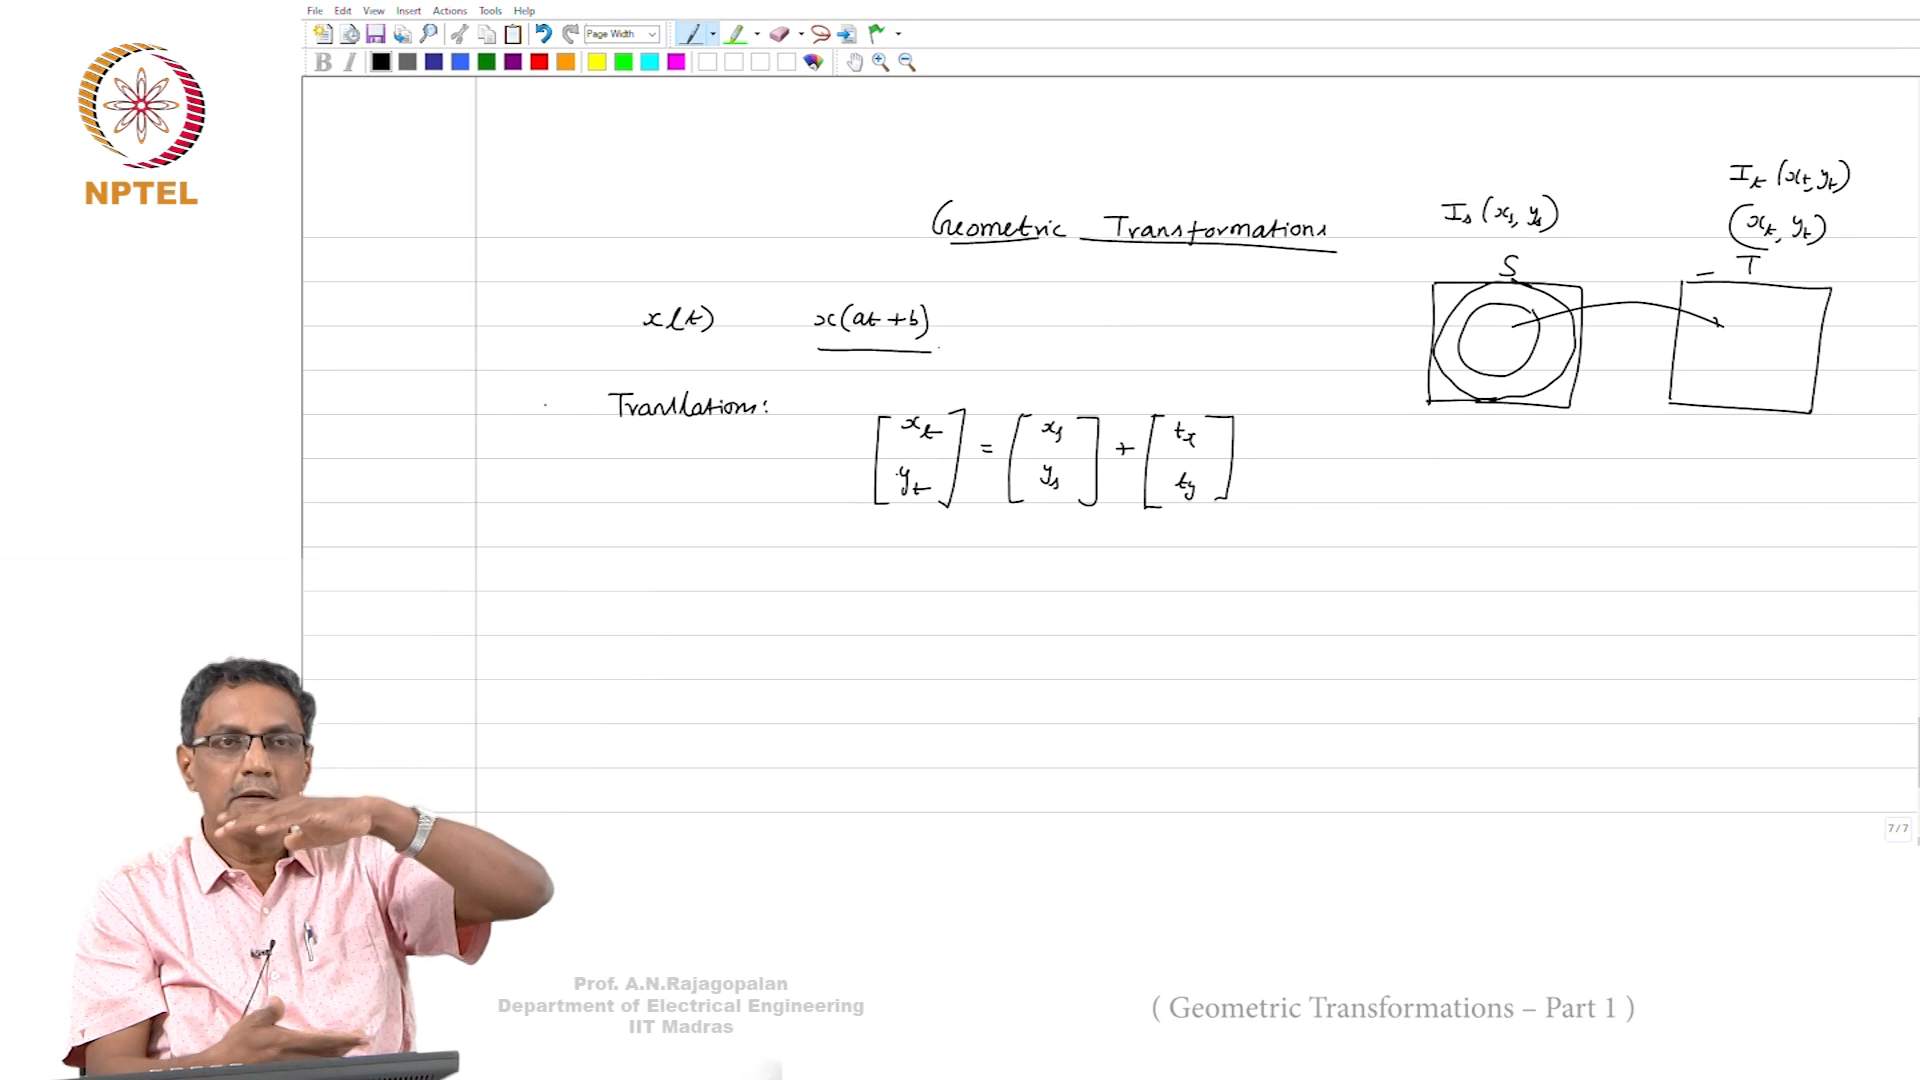 File Edit View Insert Actions Tools Help
Page Width
B I
NPTEL
I_t (x_t, y_t)
I_s (x_s, y_s)
(x_t, y_t)
Geometric Transformations
S
T
x(t) x(at + b)
Translations:
[x_t y_t] = [x_s y_s] + [t_x t_y]
7/7
Prof. A.N.Rajagopalan
Department of Electrical Engineering
IIT Madras
( Geometric Transformations – Part 1 )